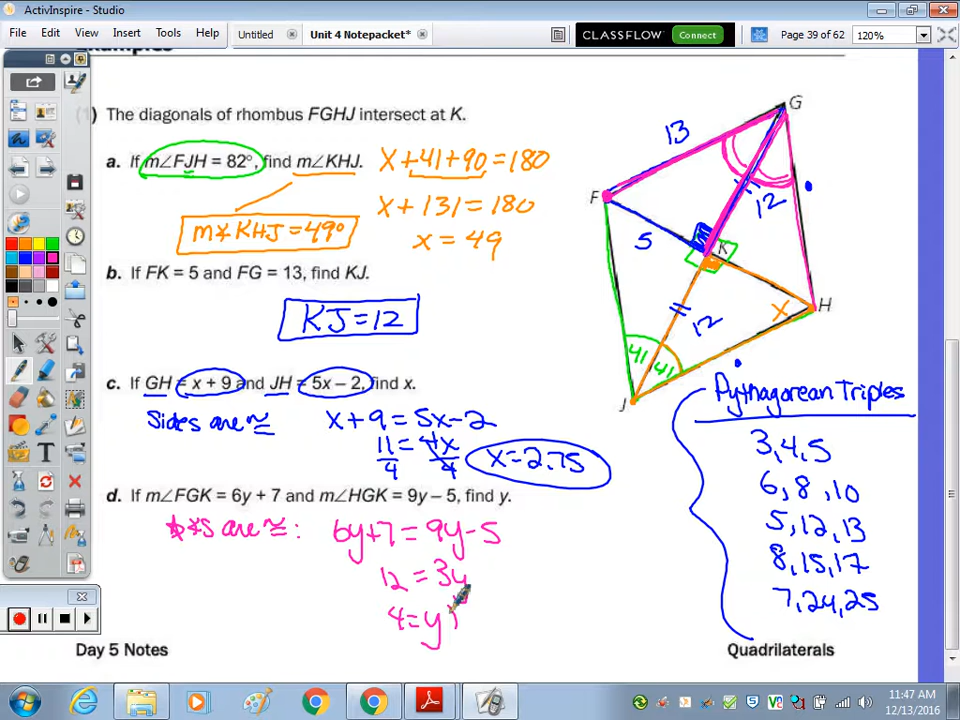 ActivInspire - Studio
File Edit View Insert Tools Help Untitled Unit 4 Notepacket* CLASSFLOW Connect Page 39 of 62 120%
Examples
(1) The diagonals of rhombus FGHJ intersect at K.
a. If m∠FJH = 82°, find m∠KHJ.
x + 41 + 90 = 180
x + 131 = 180
x = 49
m∡KHJ = 49°
b. If FK = 5 and FG = 13, find KJ.
KJ = 12
c. If GH = x + 9 and JH = 5x – 2, find x.
Sides are ≅
x + 9 = 5x - 2
11 = 4x
4 4
x = 2.75
d. If m∠FGK = 6y + 7 and m∠HGK = 9y – 5, find y.
∡s are ≅:
6y + 7 = 9y - 5
12 = 3y
4 = y
G
13
F
12
5
K
H
x
12
41
41
J
Pythagorean Triples
3, 4, 5
6, 8, 10
5, 12, 13
8, 15, 17
7, 24, 25
Day 5 Notes
Quadrilaterals
11:47 AM
12/13/2016